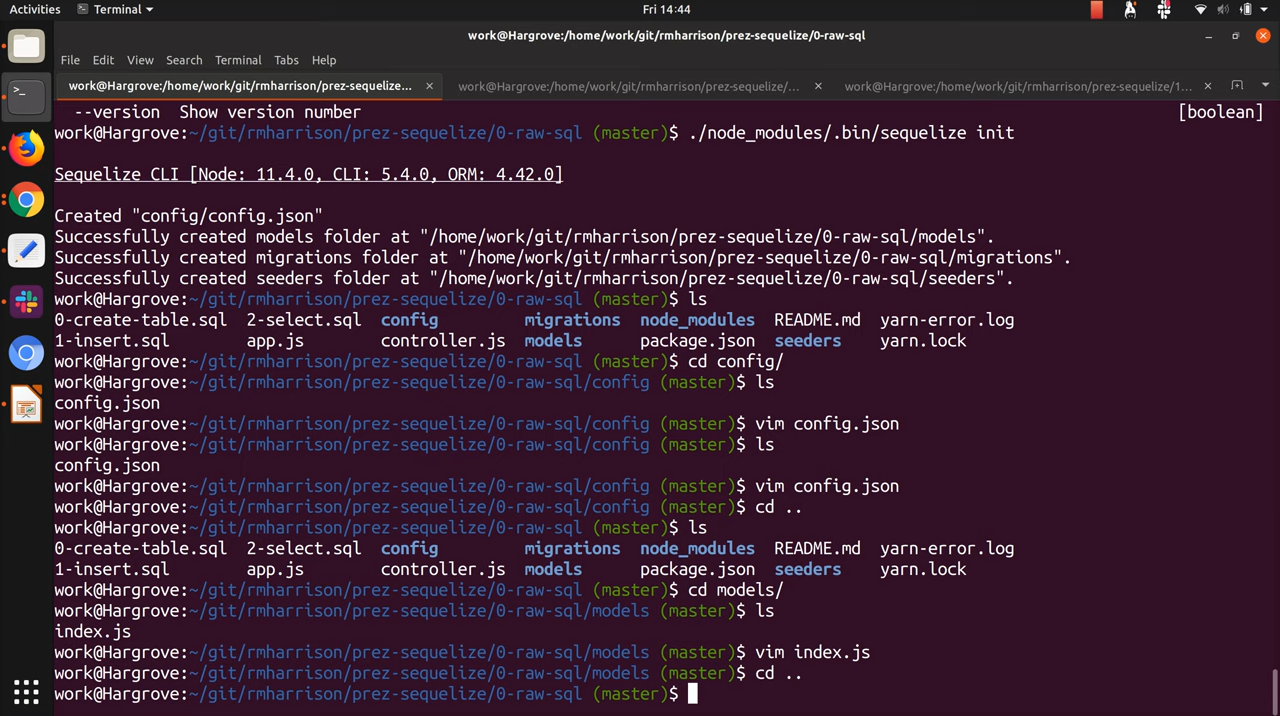 Activities
Terminal
Fri 14:44
work@Hargrove:/home/work/git/rmharrison/prez-sequelize/0-raw-sql
File Edit View Search Terminal Tabs Help
work@Hargrove:/home/work/git/rmharrison/prez-sequelize... work@Hargrove:/home/work/git/rmharrison/prez-sequelize/... work@Hargrove:/home/work/git/rmharrison/prez-sequelize/1...
--version  Show version number [boolean]
work@Hargrove:~/git/rmharrison/prez-sequelize/0-raw-sql (master)$ ./node_modules/.bin/sequelize init
Sequelize CLI [Node: 11.4.0, CLI: 5.4.0, ORM: 4.42.0]
Created "config/config.json"
Successfully created models folder at "/home/work/git/rmharrison/prez-sequelize/0-raw-sql/models".
Successfully created migrations folder at "/home/work/git/rmharrison/prez-sequelize/0-raw-sql/migrations".
Successfully created seeders folder at "/home/work/git/rmharrison/prez-sequelize/0-raw-sql/seeders".
work@Hargrove:~/git/rmharrison/prez-sequelize/0-raw-sql (master)$ ls
0-create-table.sql  2-select.sql  config         migrations  node_modules  README.md  yarn-error.log
1-insert.sql        app.js        controller.js  models      package.json  seeders    yarn.lock
work@Hargrove:~/git/rmharrison/prez-sequelize/0-raw-sql (master)$ cd config/
work@Hargrove:~/git/rmharrison/prez-sequelize/0-raw-sql/config (master)$ ls
config.json
work@Hargrove:~/git/rmharrison/prez-sequelize/0-raw-sql/config (master)$ vim config.json
work@Hargrove:~/git/rmharrison/prez-sequelize/0-raw-sql/config (master)$ ls
config.json
work@Hargrove:~/git/rmharrison/prez-sequelize/0-raw-sql/config (master)$ vim config.json
work@Hargrove:~/git/rmharrison/prez-sequelize/0-raw-sql/config (master)$ cd ..
work@Hargrove:~/git/rmharrison/prez-sequelize/0-raw-sql (master)$ ls
0-create-table.sql  2-select.sql  config         migrations  node_modules  README.md  yarn-error.log
1-insert.sql        app.js        controller.js  models      package.json  seeders    yarn.lock
work@Hargrove:~/git/rmharrison/prez-sequelize/0-raw-sql (master)$ cd models/
work@Hargrove:~/git/rmharrison/prez-sequelize/0-raw-sql/models (master)$ ls
index.js
work@Hargrove:~/git/rmharrison/prez-sequelize/0-raw-sql/models (master)$ vim index.js
work@Hargrove:~/git/rmharrison/prez-sequelize/0-raw-sql/models (master)$ cd ..
work@Hargrove:~/git/rmharrison/prez-sequelize/0-raw-sql (master)$